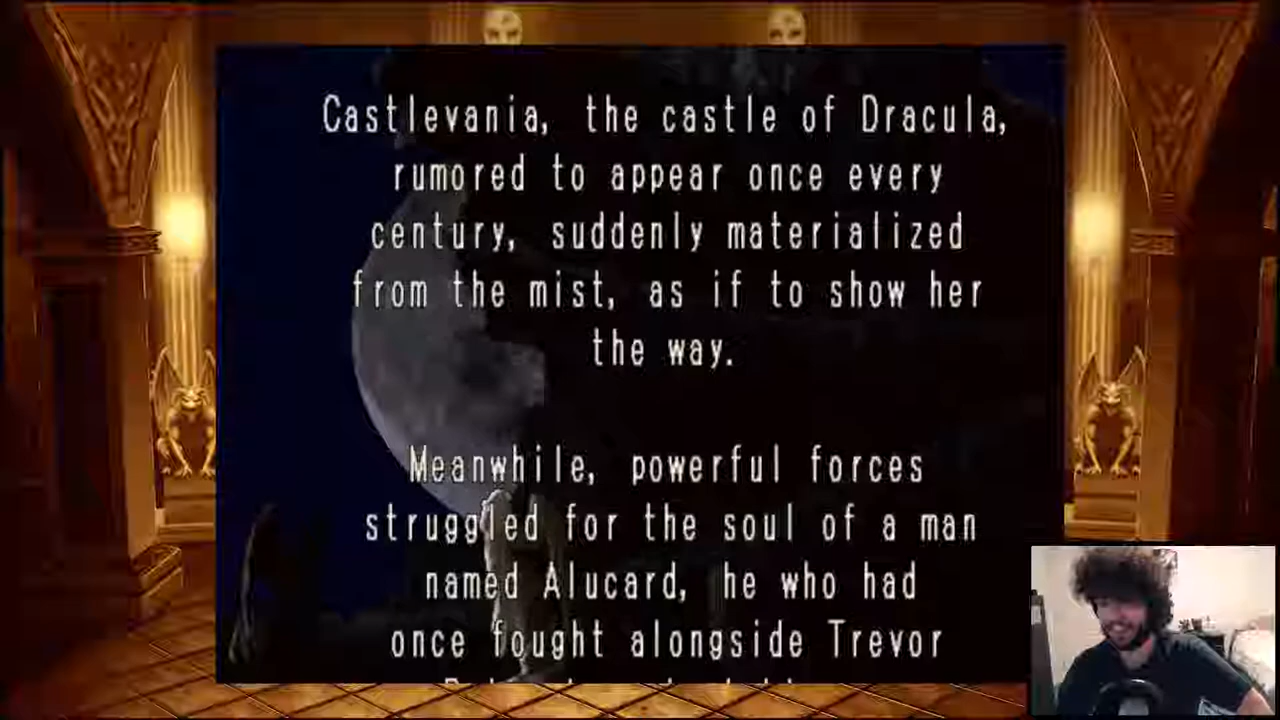 Castlevania, the castle of Dracula,
rumored to appear once every
century, suddenly materialized
from the mist, as if to show her
the way.
Meanwhile, powerful forces
struggled for the soul of a man
named Alucard, he who had
once fought alongside Trevor